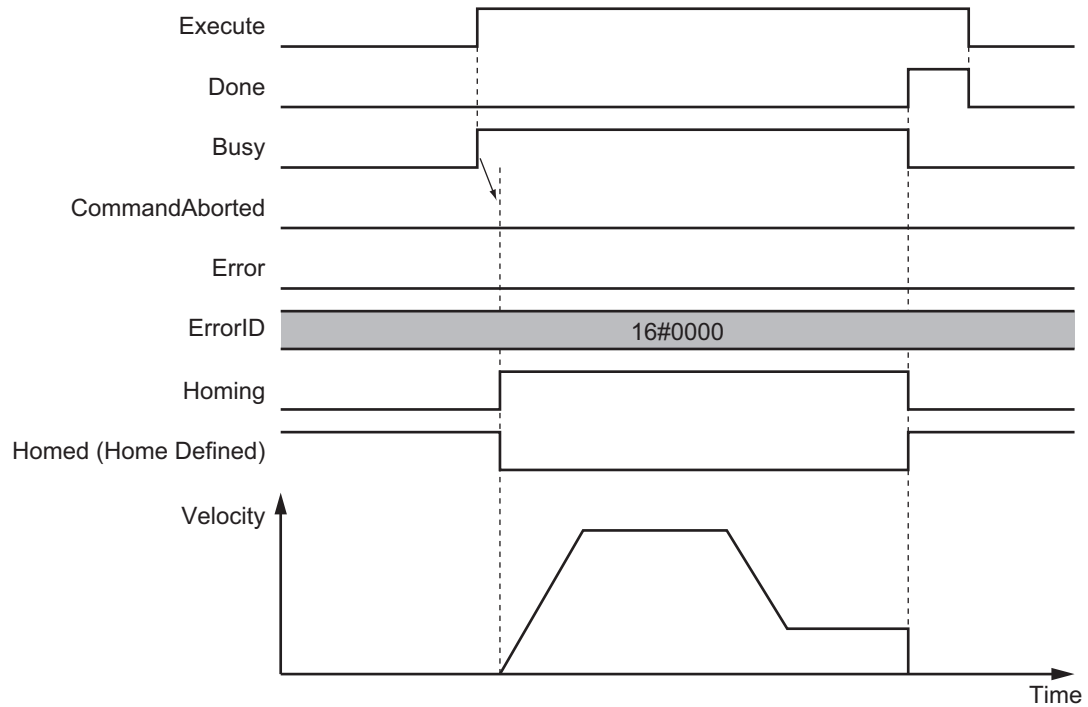 Execute
Done
Busy
CommandAborted
Error
ErrorID
16#0000
Homing
Homed (Home Defined)
Velocity
Time